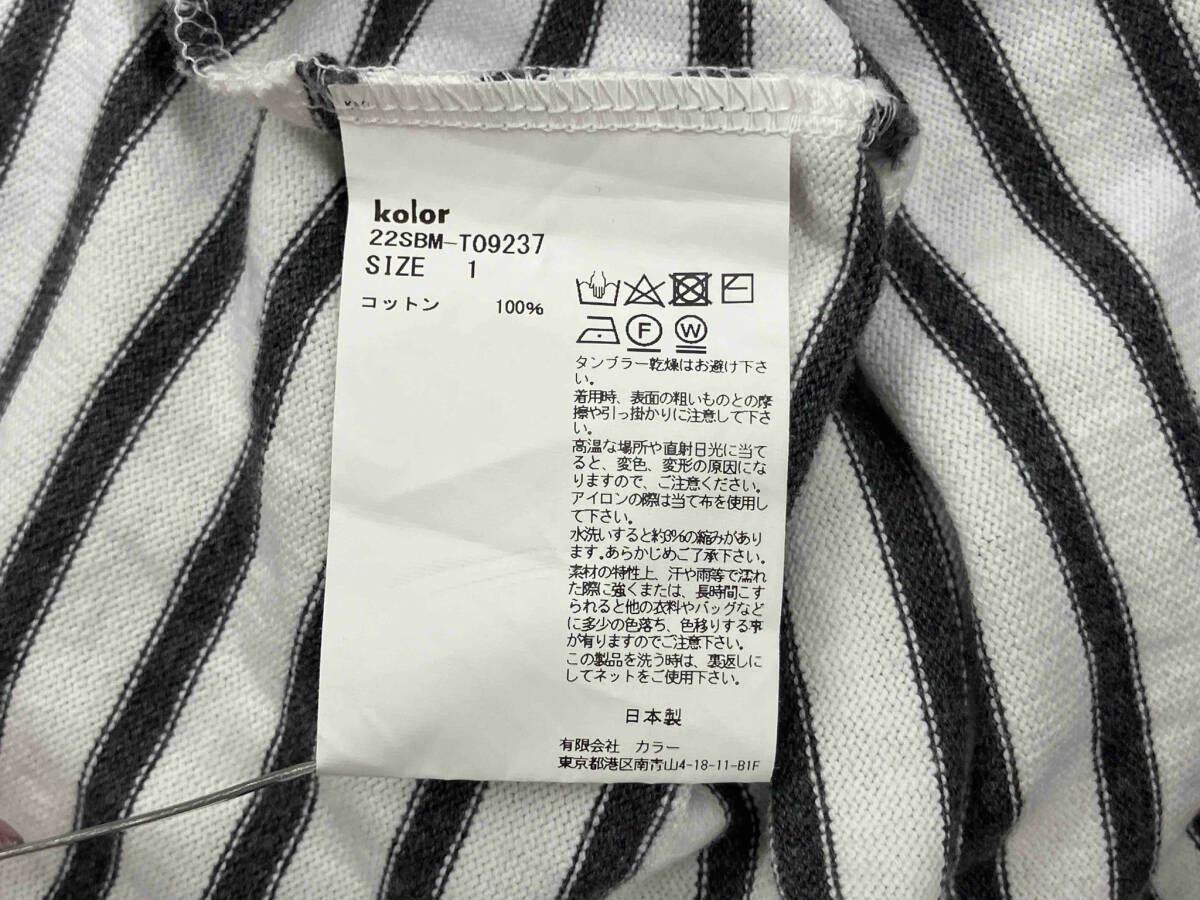 kolor
22SBM-T09237
SIZE 1
コットン 100%
F
W
タンブラー乾燥はお避け下さ
い。
着用時、表面の粗いものとの摩
擦や引っ掛かりに注意して下さ
い。
高温な場所や直射日光に当て
ると、変色、変形の原因にな
りますので、ご注意ください。
アイロンの際は当て布を使用し
て下さい。
水洗いすると約3%の縮みがあり
ます。あらかじめご了承下さい。
素材の特性上、汗や雨等で濡れ
た際に強くまたは、長時間こす
られると他の衣料やバッグなど
に多少の色落ち、色移りする事
が有りますのでご注意下さい。
この製品を洗う時は、裏返しに
してネットをご使用下さい。
日本製
有限会社 カラー
東京都港区南青山4-18-11-B1F